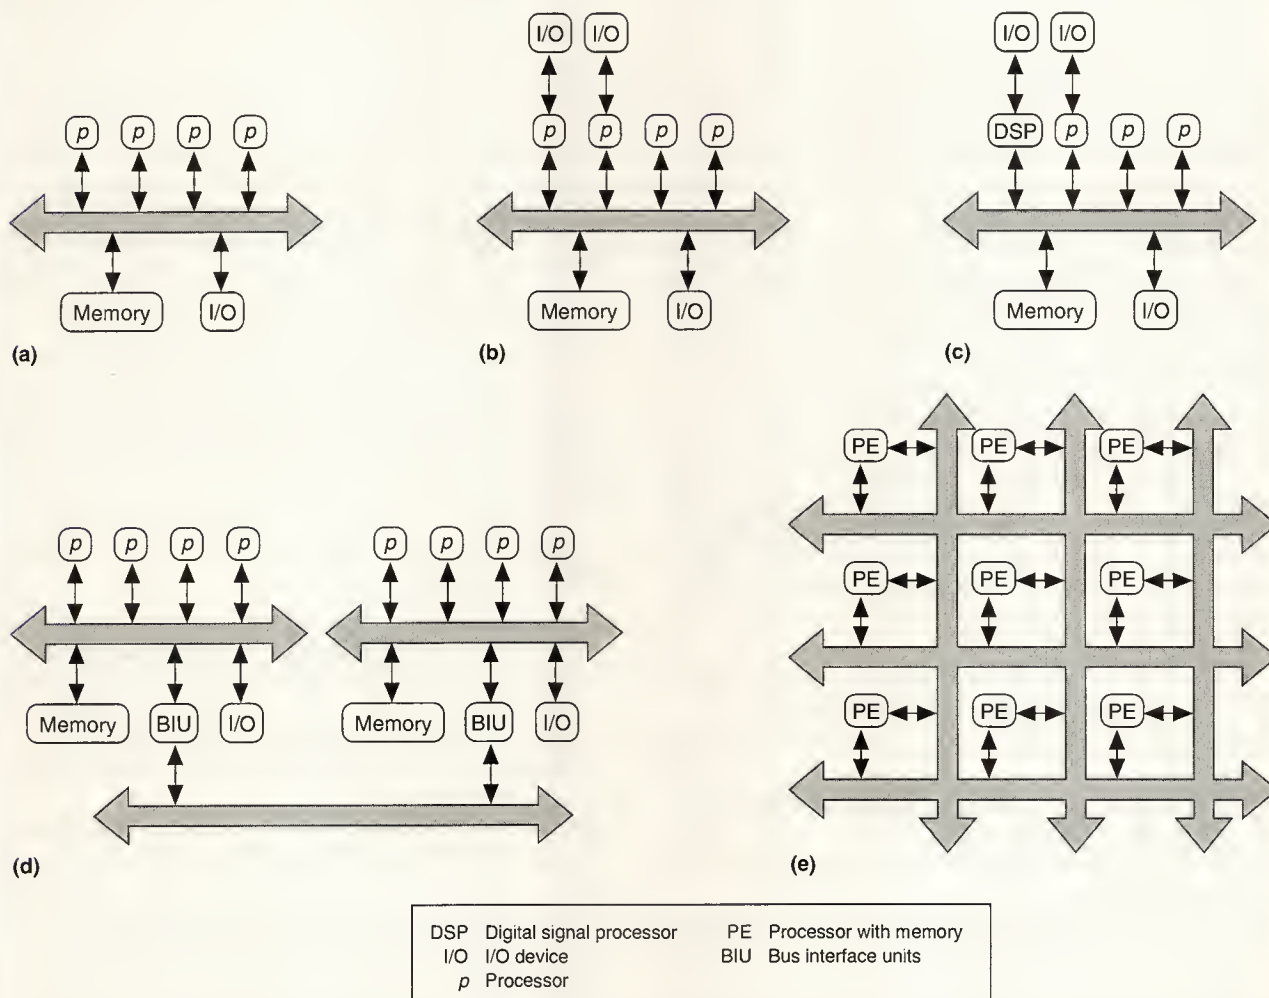 I/O I/O
p p p p
Memory I/O
(a)
p p p p
Memory I/O
(b)
I/O I/O
DSP p p p
Memory I/O
(c)
p p p p
Memory BIU I/O
p p p p
Memory BIU I/O
(d)
PE PE PE
PE PE PE
PE PE PE
(e)
DSP Digital signal processor
I/O I/O device
p Processor
PE Processor with memory
BIU Bus interface units